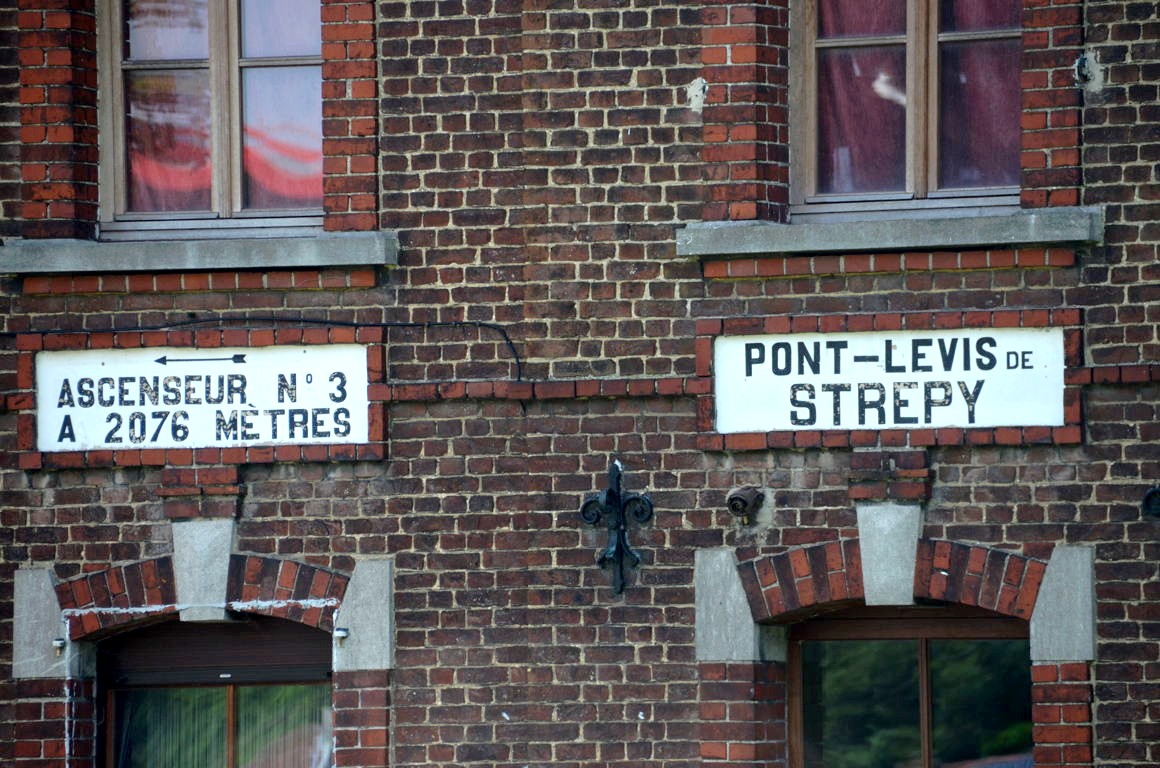 ASCENSEUR N° 3
A 2076 MÈTRES
PONT-LEVIS DE
STREPY